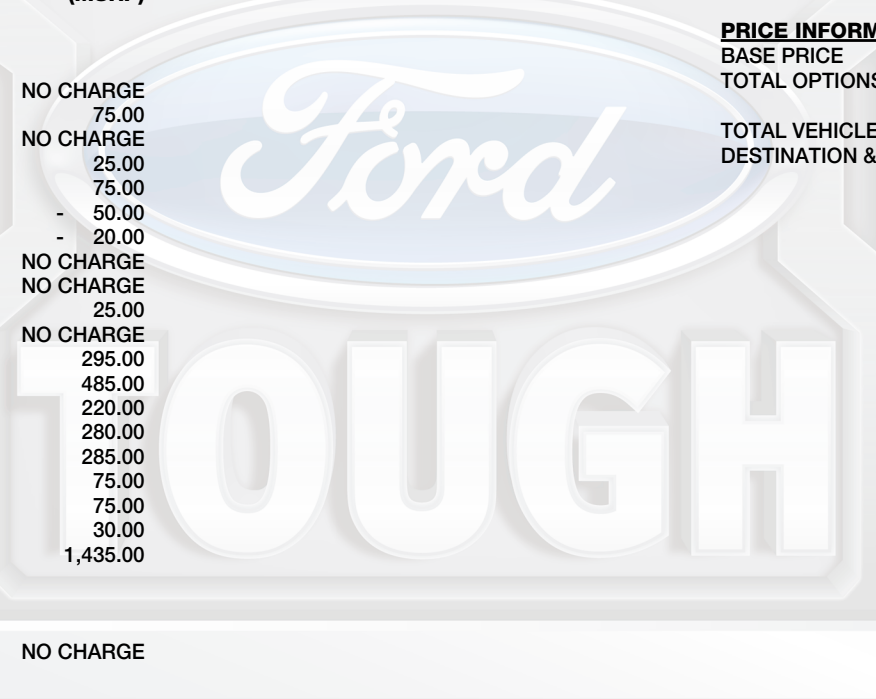 NO CHARGE
75.00
NO CHARGE
25.00
75.00
- 50.00
- 20.00
NO CHARGE
NO CHARGE
25.00
NO CHARGE
295.00
485.00
220.00
280.00
285.00
75.00
75.00
30.00
1,435.00
NO CHARGE
PRICE INFORM
BASE PRICE
TOTAL OPTIONS
TOTAL VEHICLE
DESTINATION &
Ford
TOUGH